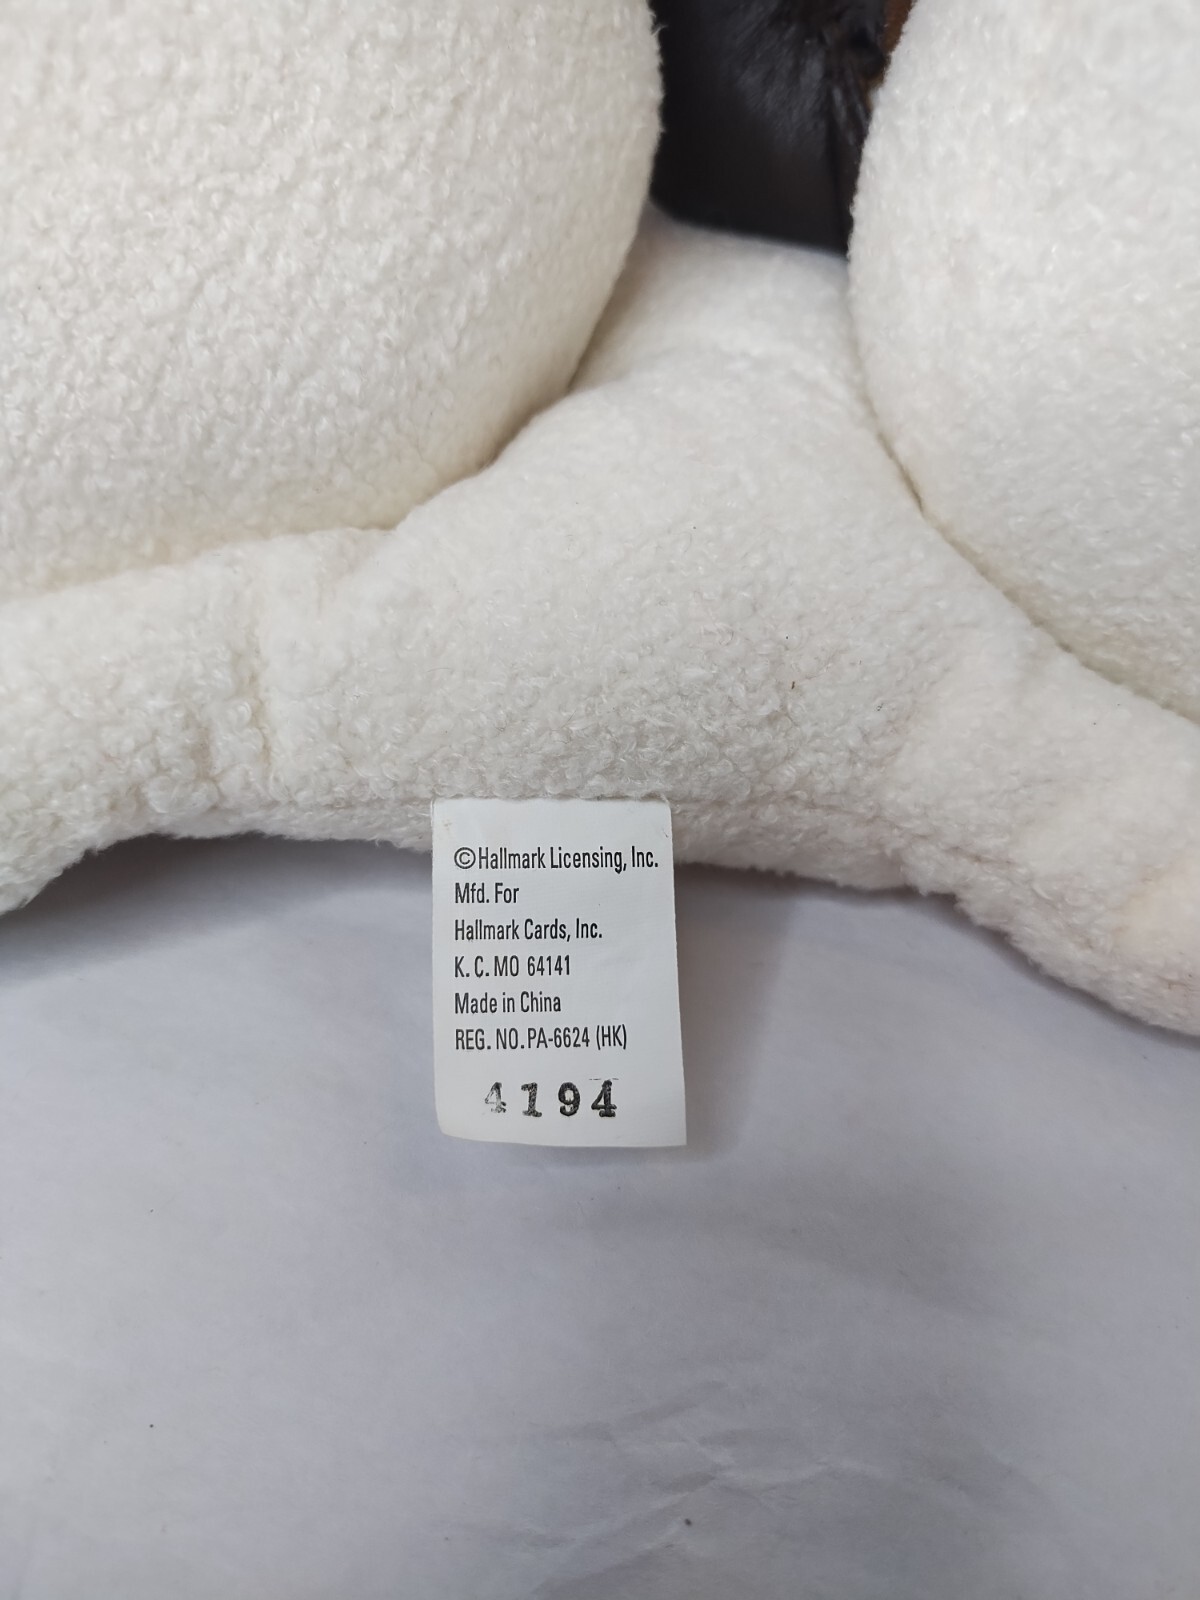 ©Hallmark Licensing, Inc.
Mfd. For
Hallmark Cards, Inc.
K. C. MO 64141
Made in China
REG. NO. PA-6624 (HK)
4194